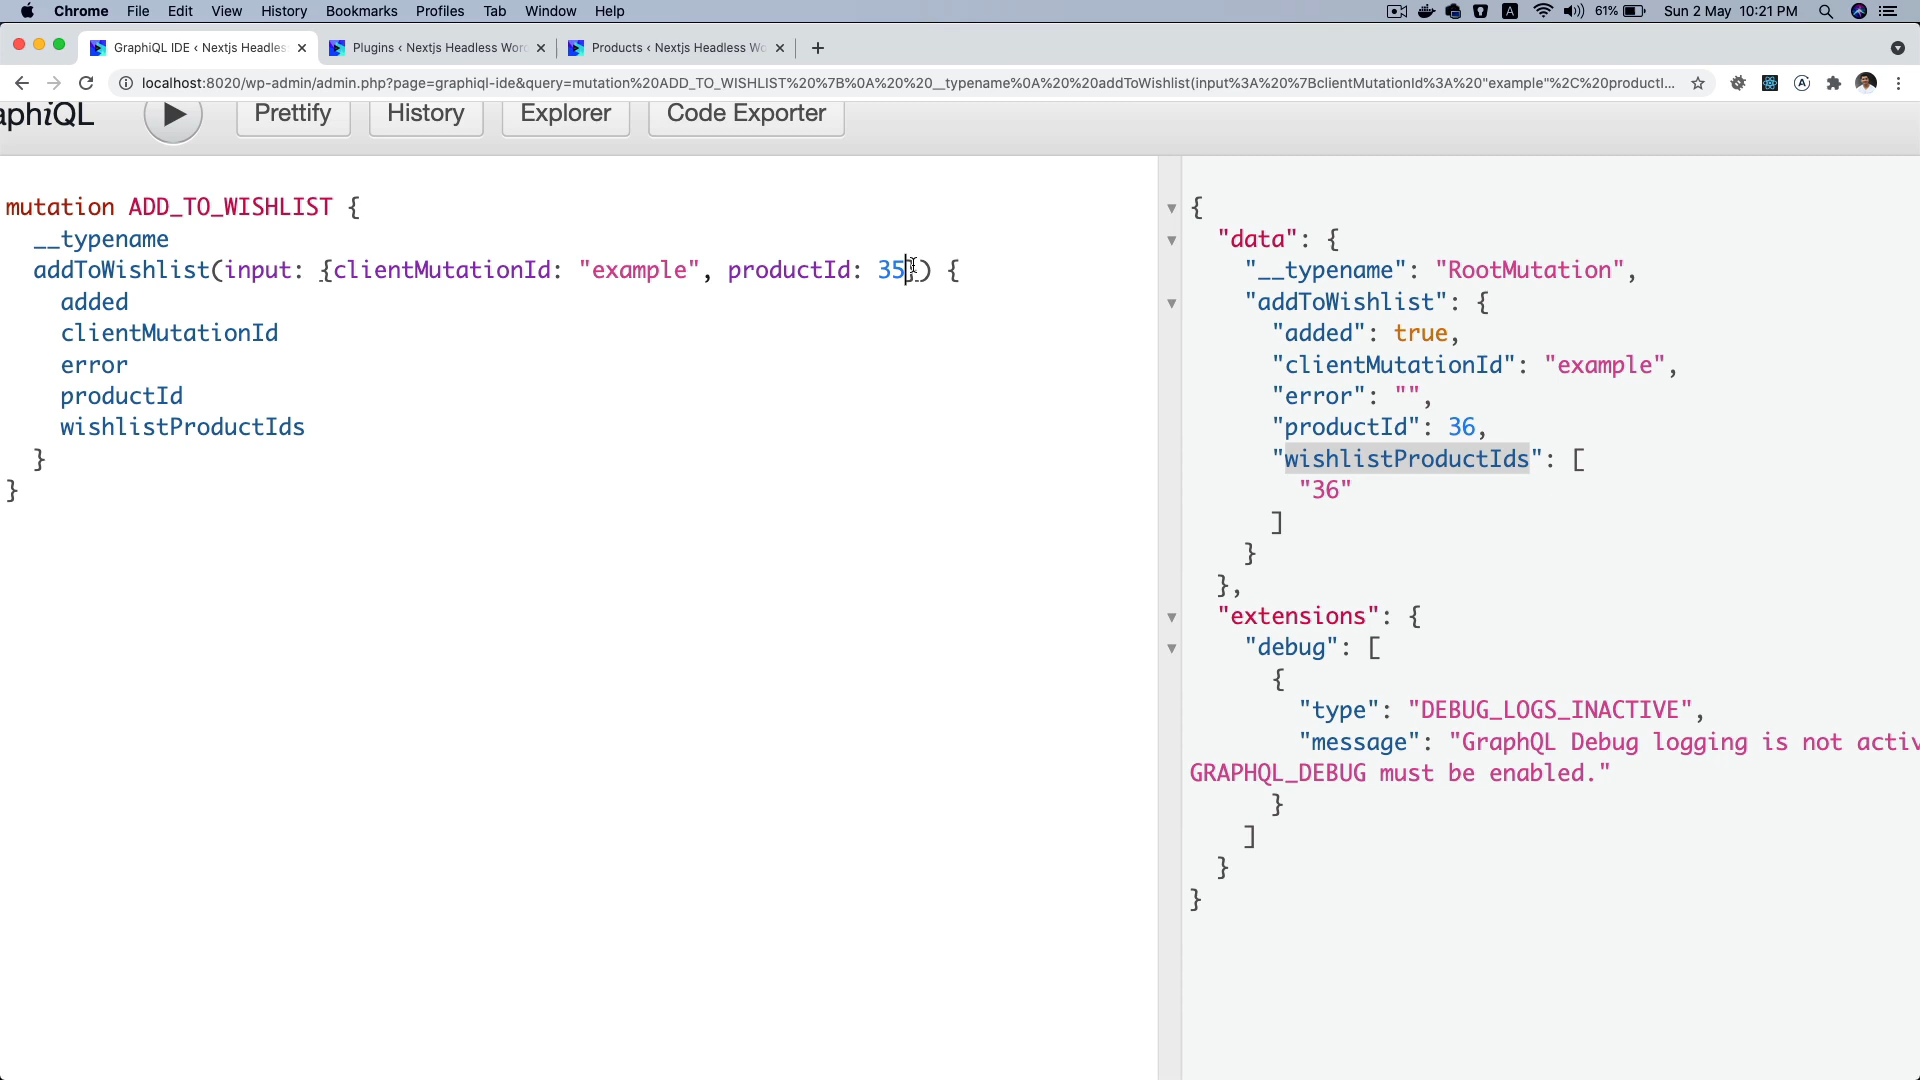 Chrome File Edit View History Bookmarks Profiles Tab Window Help A 61% Sun 2 May 10:21 PM
GraphiQL IDE ‹ Nextjs Headles Plugins ‹ Nextjs Headless Wor Products ‹ Nextjs Headless Wo
localhost:8020/wp-admin/admin.php?page=graphiql-ide&query=mutation%20ADD_TO_WISHLIST%20%7B%0A%20%20__typename%0A%20%20addToWishlist(input%3A%20%7BclientMutationId%3A%20"example"%2C%20productI...
aphiQL Prettify History Explorer Code Exporter
mutation ADD_TO_WISHLIST {
__typename
addToWishlist(input: {clientMutationId: "example", productId: 35}) {
added
clientMutationId
error
productId
wishlistProductIds
}
}
{
"data": {
"__typename": "RootMutation",
"addToWishlist": {
"added": true,
"clientMutationId": "example",
"error": "",
"productId": 36,
"wishlistProductIds": [
"36"
]
}
},
"extensions": {
"debug": [
{
"type": "DEBUG_LOGS_INACTIVE",
"message": "GraphQL Debug logging is not activ
GRAPHQL_DEBUG must be enabled."
}
]
}
}